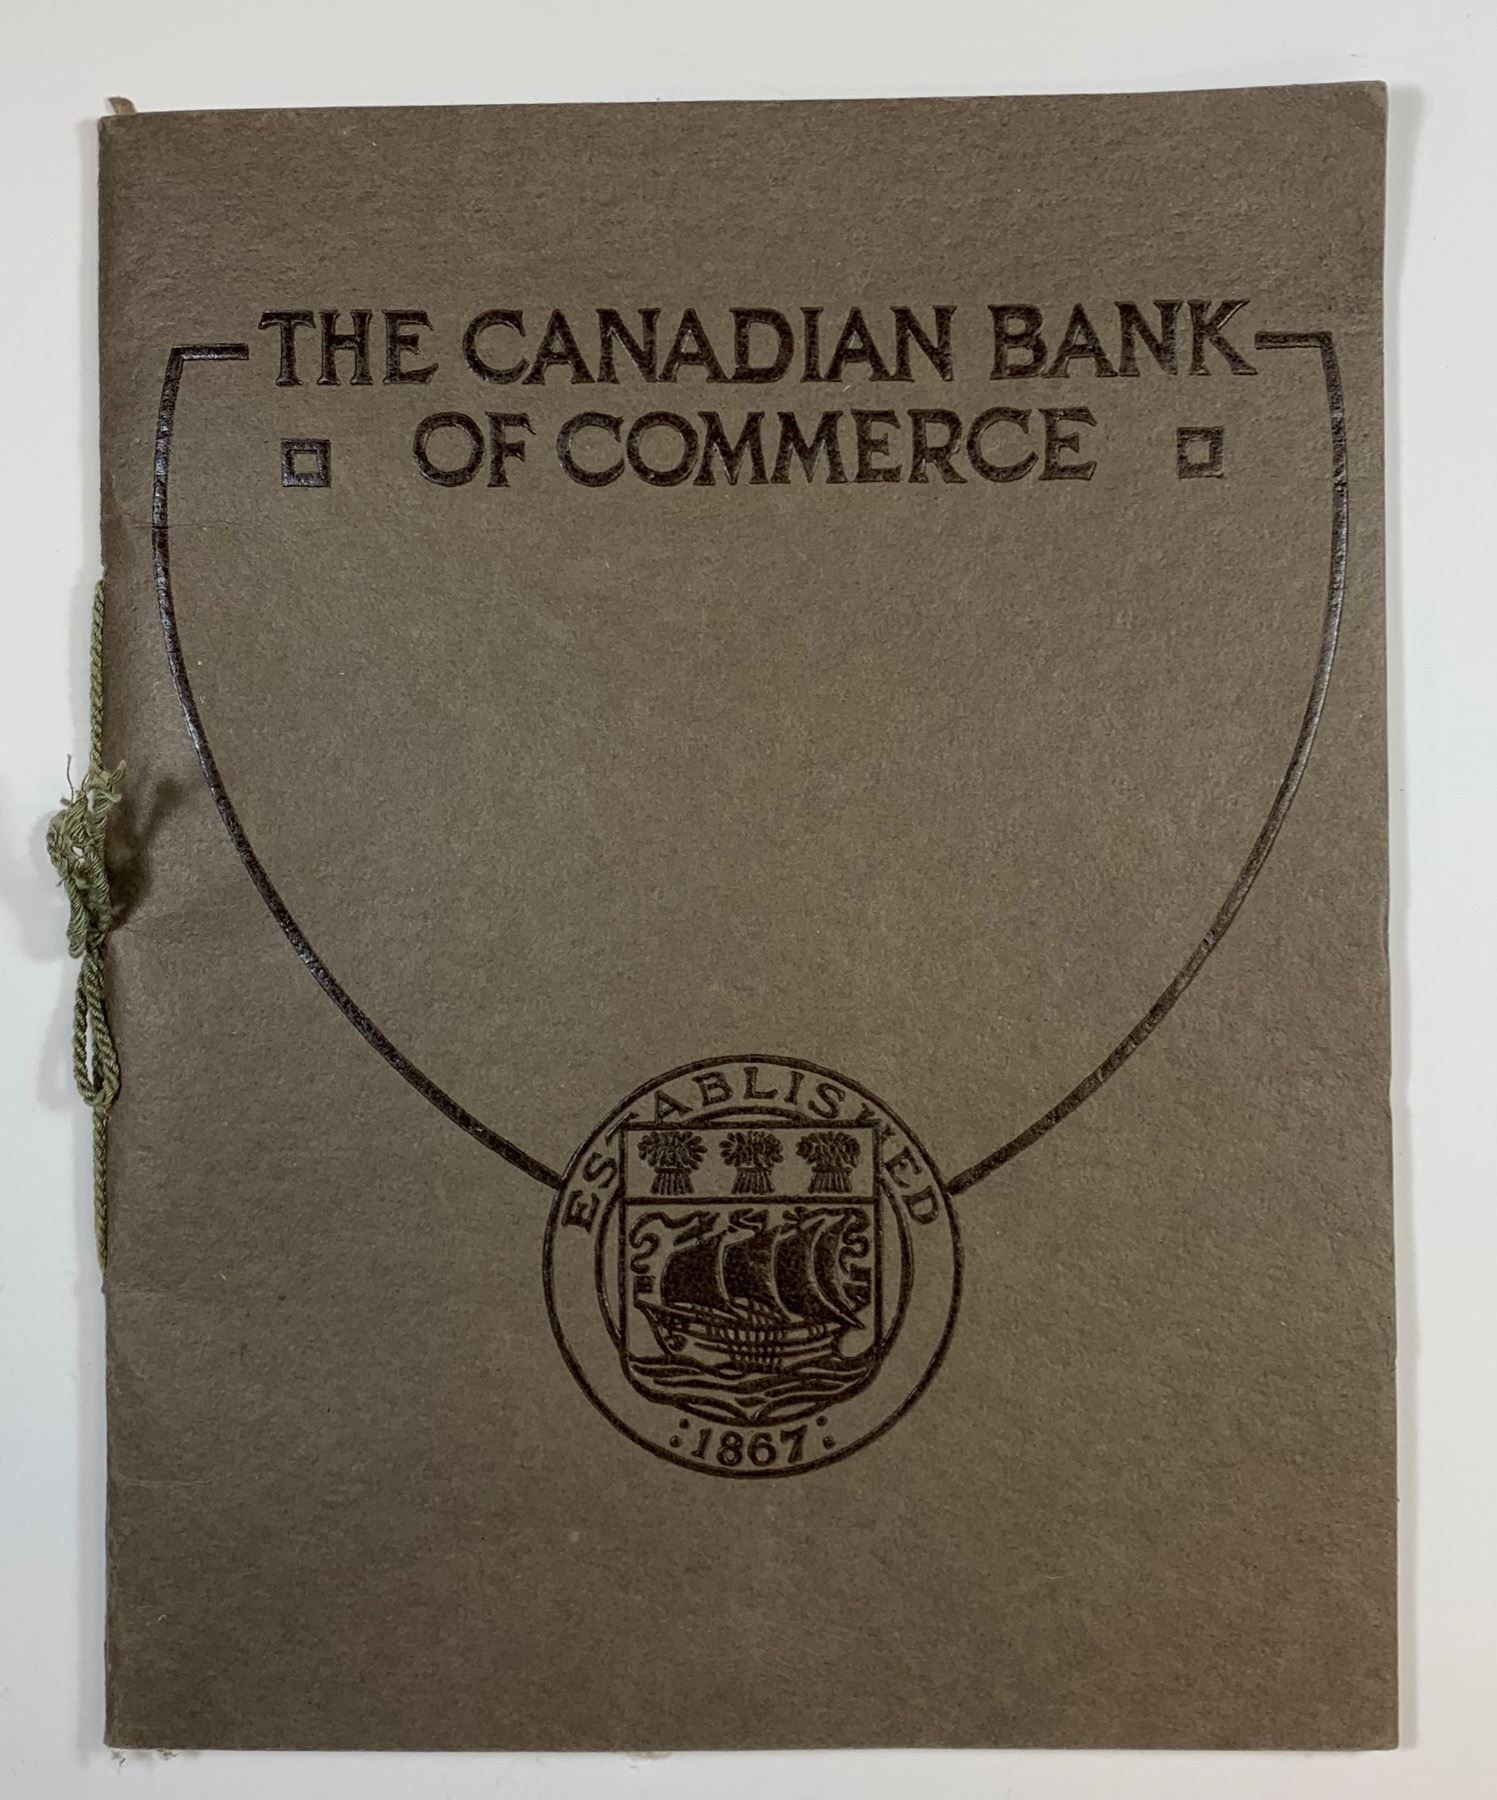 THE CANADIAN BANK
OF COMMERCE
ESTABLISHED
1867